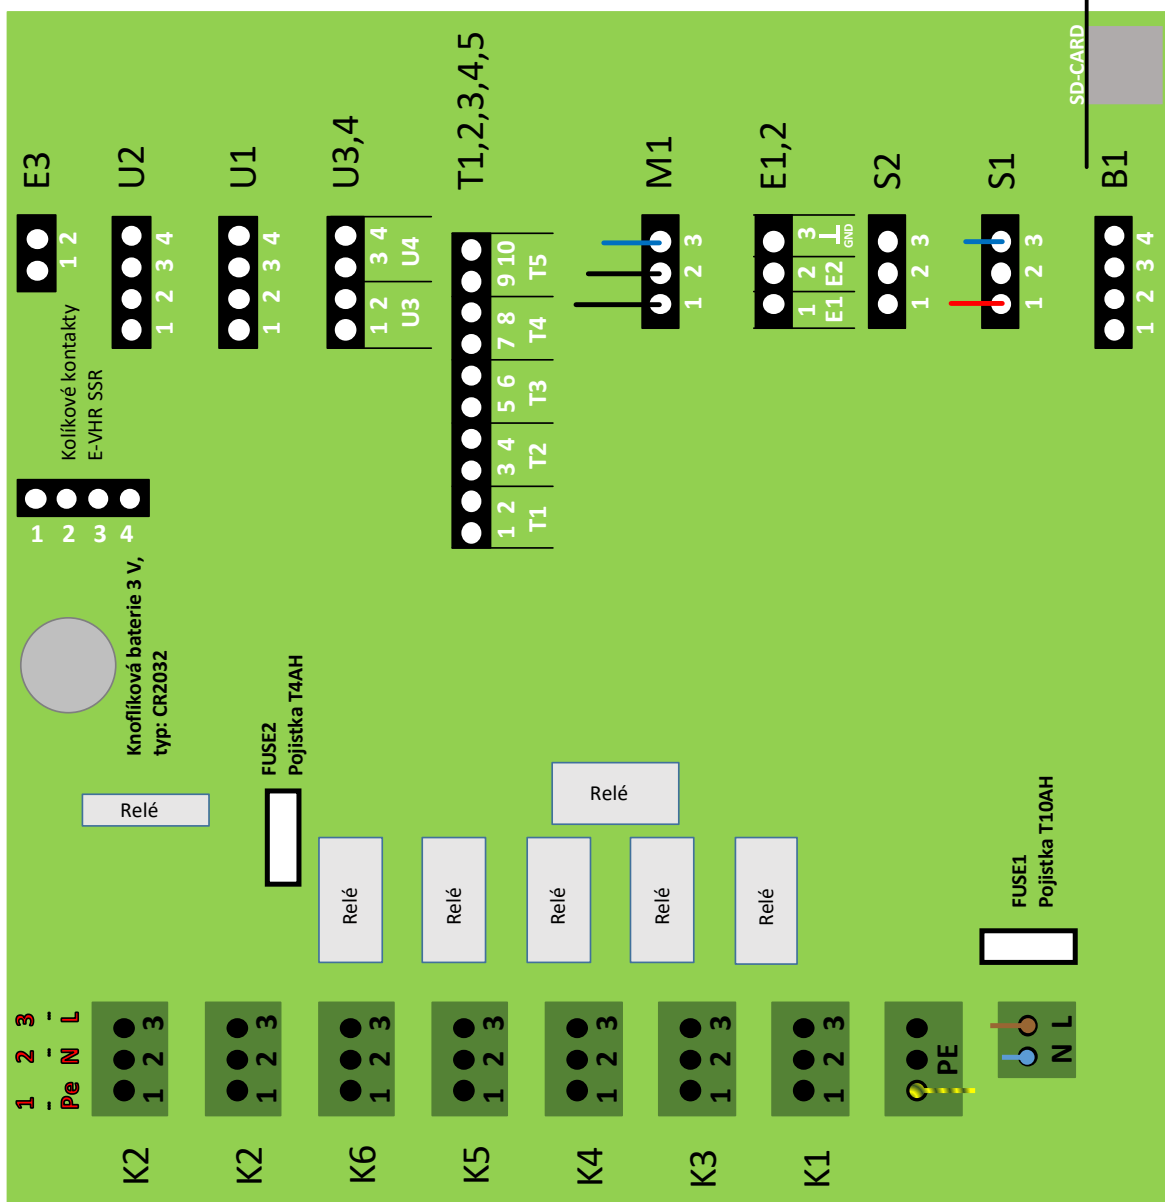 SD-CARD
E3
U2
U1
U3,4
T1,2,3,4,5
M1
E1,2
S2
S1
B1
1 2
1 2 3 4
1 2 3 4
1 2 3 4
U3 U4
1 2 3 4 5 6 7 8 9 10
T1 T2 T3 T4 T5
1 2 3
1 2 3
E1 E2 GND
1 2 3
1 2 3
1 2 3 4
Kolíkové kontakty
E-VHR SSR
1 2 3 4
Knoflíková baterie 3 V,
typ: CR2032
FUSE2
Pojistka T4AH
Relé
Relé
Relé
Relé
Relé
Relé
Relé
FUSE1
Pojistka T10AH
1 2 3
- - -
Pe N L
1 2 3
1 2 3
1 2 3
1 2 3
1 2 3
1 2 3
1 2 3
PE
N L
K2
K2
K6
K5
K4
K3
K1